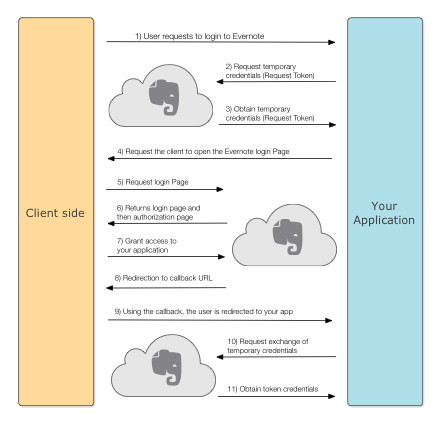 1) User requests to login to Evernote
2) Request temporary
credentials (Request Token)
3) Obtain temporary
credentials (Request Token)
4) Request the client to open the Evernote login Page
5) Request login Page
Client side
6) Returns login page and
then authorization page
Your
Application
7) Grant access to
your application
8) Redirection to callback URL
9) Using the callback, the user is redirected to your app
10) Request exchange of
temporary credentials
11) Obtain token credentials